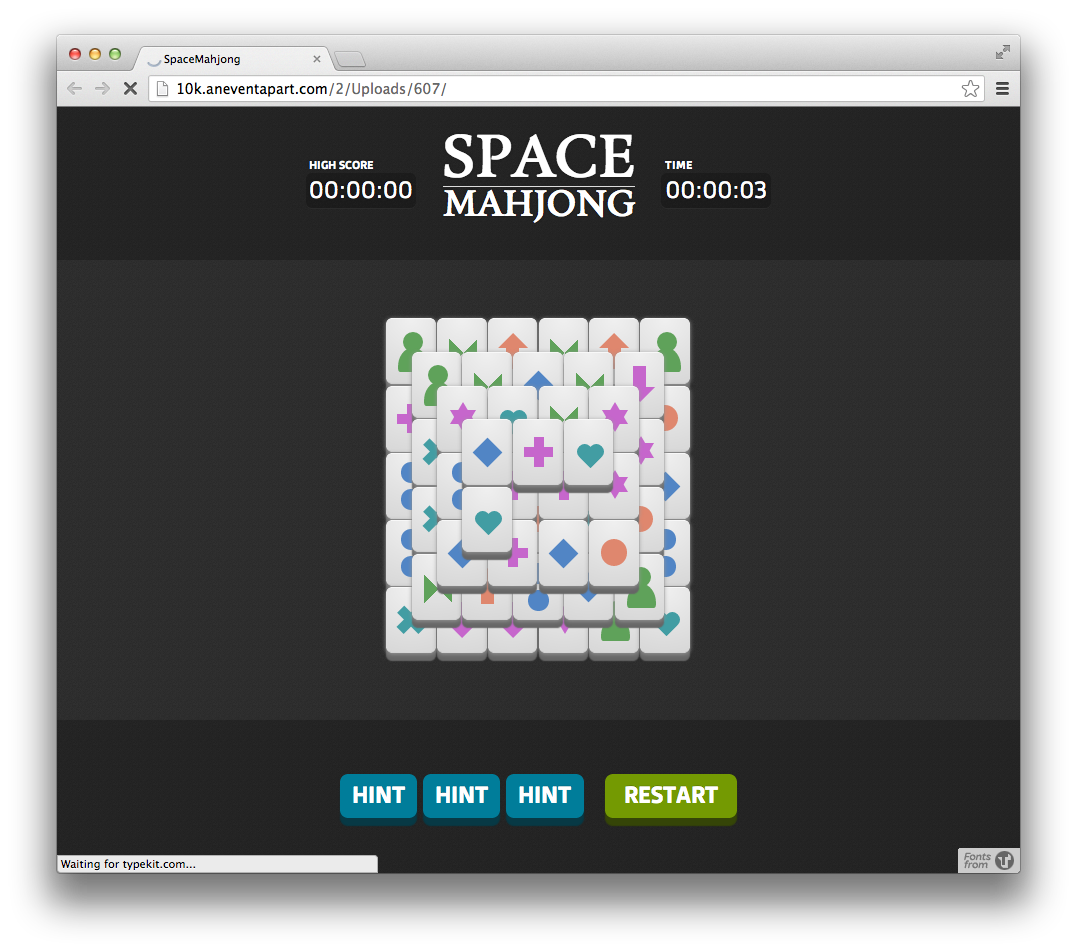 SpaceMahjong
10k.aneventapart.com/2/Uploads/607/
SPACE
MAHJONG
HIGH SCORE
00:00:00
TIME
00:00:03
HINT
HINT
HINT
RESTART
Waiting for typekit.com...
Fonts
from